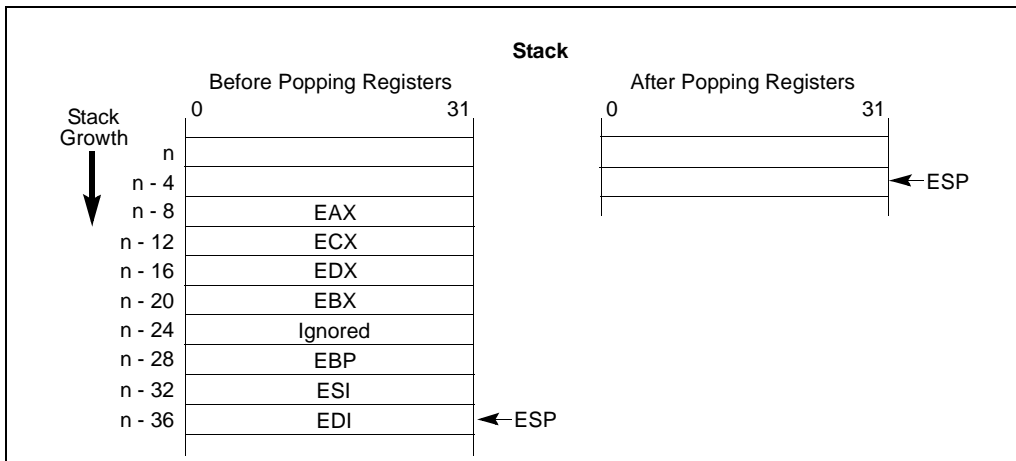 Stack
Before Popping Registers
After Popping Registers
0 31
0 31
Stack
Growth
n
n - 4
ESP
n - 8 EAX
n - 12 ECX
n - 16 EDX
n - 20 EBX
n - 24 Ignored
n - 28 EBP
n - 32 ESI
n - 36 EDI ESP